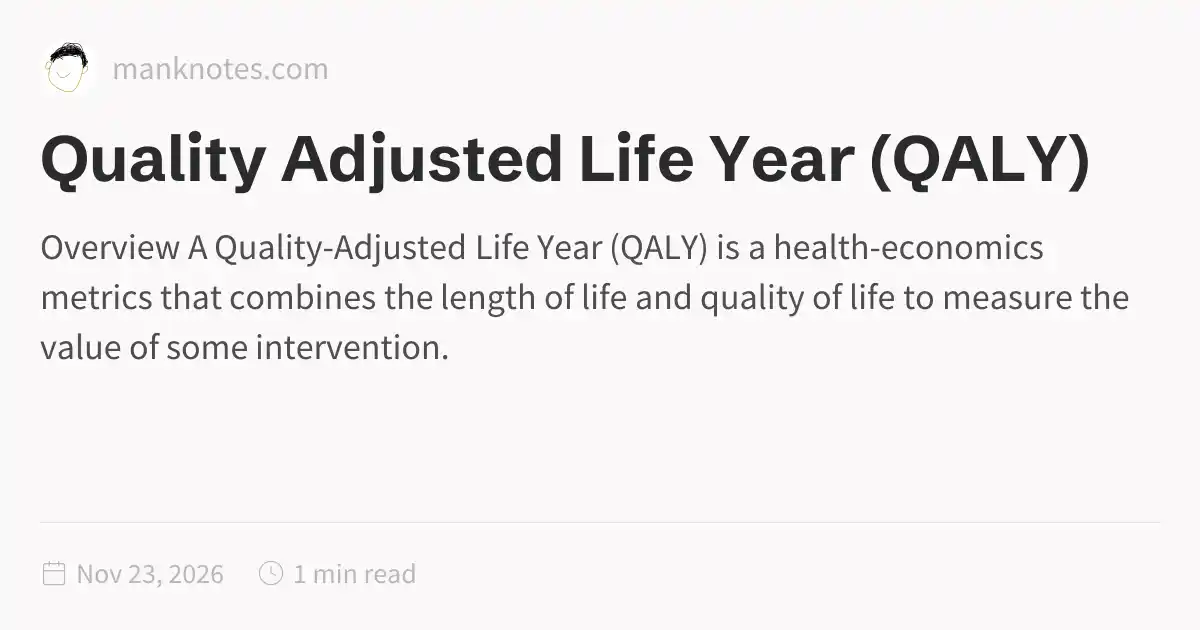 manknotes.com
Quality Adjusted Life Year (QALY)
Overview A Quality-Adjusted Life Year (QALY) is a health-economics
metrics that combines the length of life and quality of life to measure the
value of some intervention.
Nov 23, 2026 1 min read